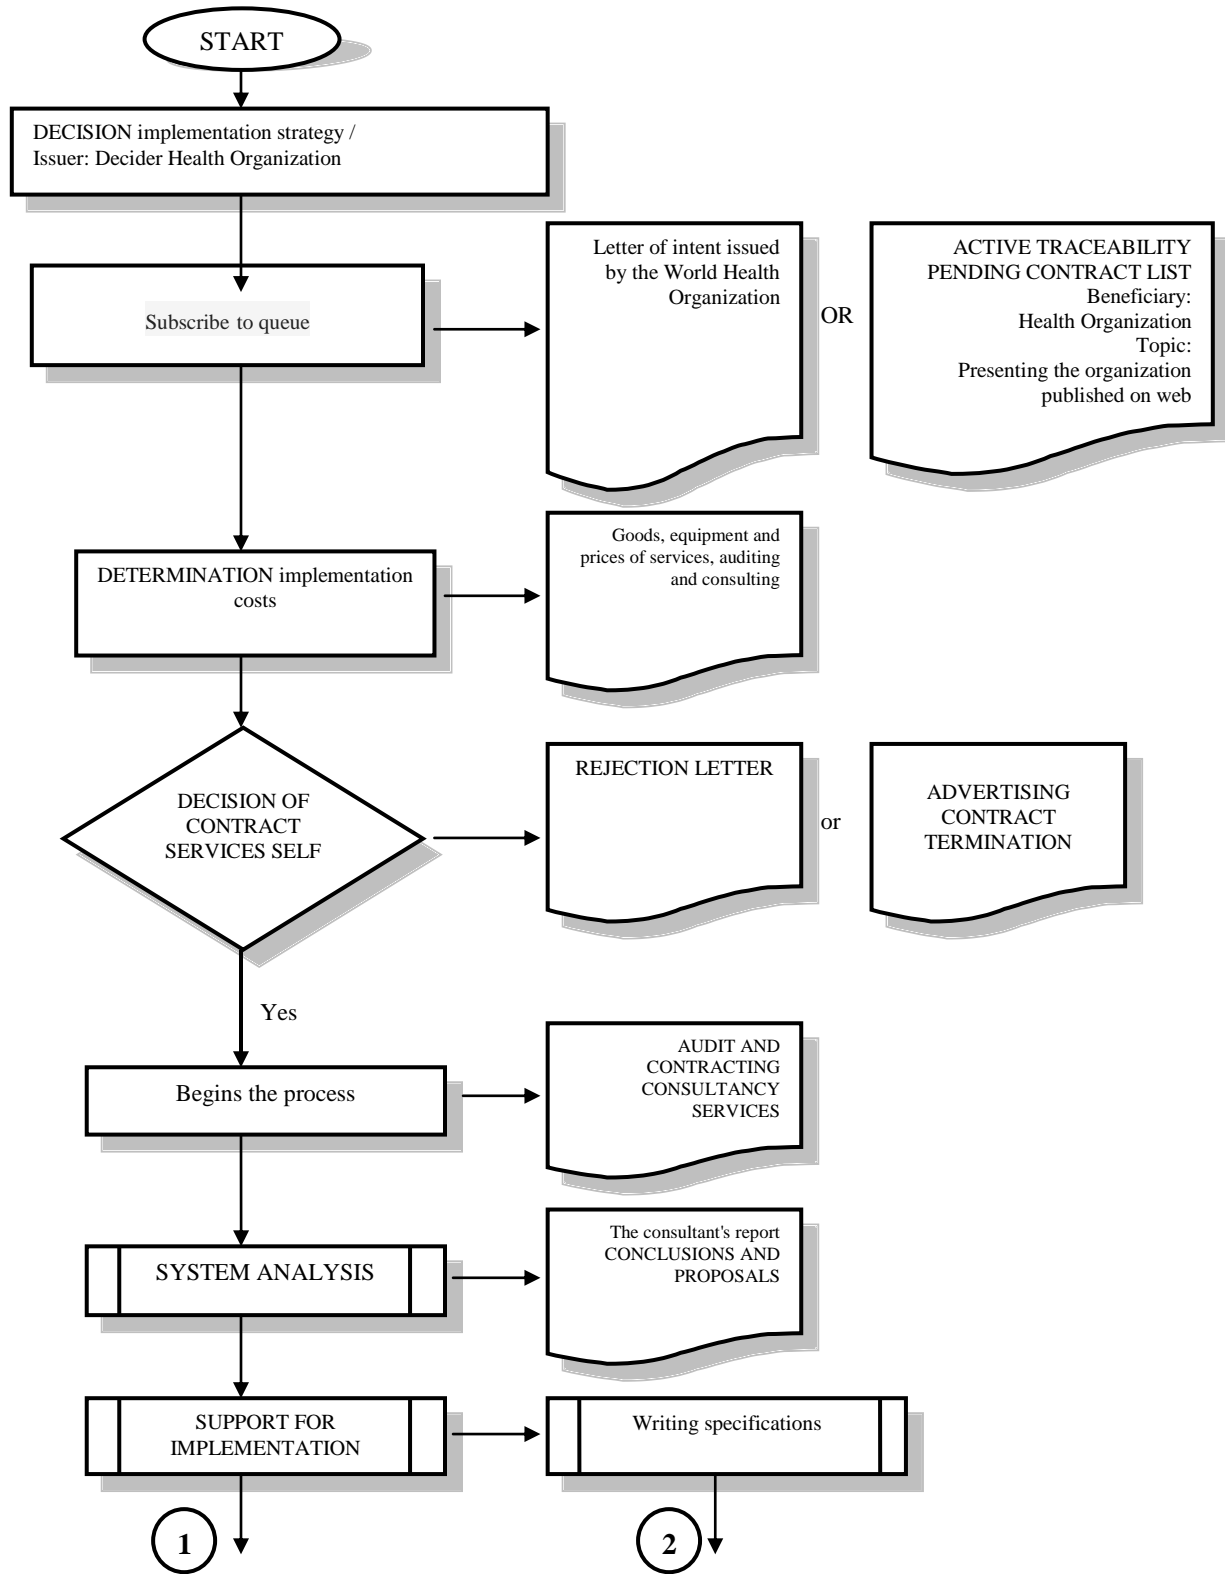 START
DECISION implementation strategy /
Issuer: Decider Health Organization
Subscribe to queue
Letter of intent issued
by the World Health
Organization
OR
ACTIVE TRACEABILITY
PENDING CONTRACT LIST
Beneficiary:
Health Organization
Topic:
Presenting the organization
published on web
DETERMINATION implementation
costs
Goods, equipment and
prices of services, auditing
and consulting
DECISION OF
CONTRACT
SERVICES SELF
REJECTION LETTER
or
ADVERTISING
CONTRACT
TERMINATION
Yes
Begins the process
AUDIT AND
CONTRACTING
CONSULTANCY
SERVICES
SYSTEM ANALYSIS
The consultant's report
CONCLUSIONS AND
PROPOSALS
SUPPORT FOR
IMPLEMENTATION
Writing specifications
1
2